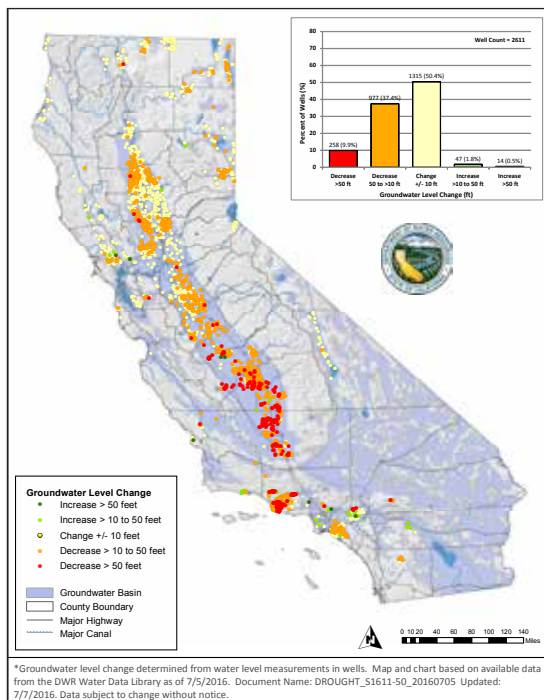 80
70
60
50
40
30
20
10
0
Percent of Wells (%)
Well Count = 2611
258 (9.9%)
977 (37.4%)
1315 (50.4%)
47 (1.8%)
14 (0.5%)
Decrease >50 ft
Decrease 50 to >10 ft
Change +/- 10 ft
Increase >10 to 50 ft
Increase >50 ft
Groundwater Level Change (ft)
Groundwater Level Change
Increase > 50 feet
Increase > 10 to 50 feet
Change +/- 10 feet
Decrease > 10 to 50 feet
Decrease > 50 feet
Groundwater Basin
County Boundary
Major Highway
Major Canal
N
0 10 20 40 60 80 100 120 140
Miles
*Groundwater level change determined from water level measurements in wells. Map and chart based on available data
from the DWR Water Data Library as of 7/5/2016. Document Name: DROUGHT_S1611-50_20160705 Updated:
7/7/2016. Data subject to change without notice.